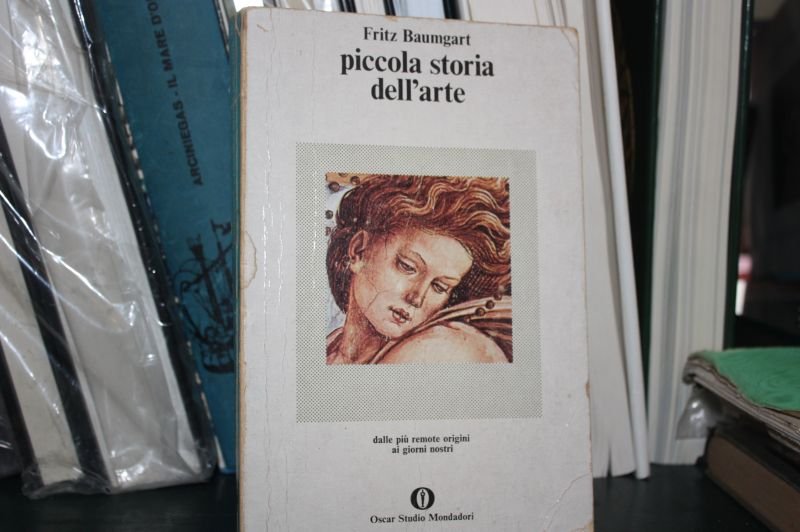 Fritz Baumgart
piccola storia
dell'arte
dalle più remote origini
ai giorni nostri
Oscar Studio Mondadori
ARCINIEGAS - IL MARE D'O